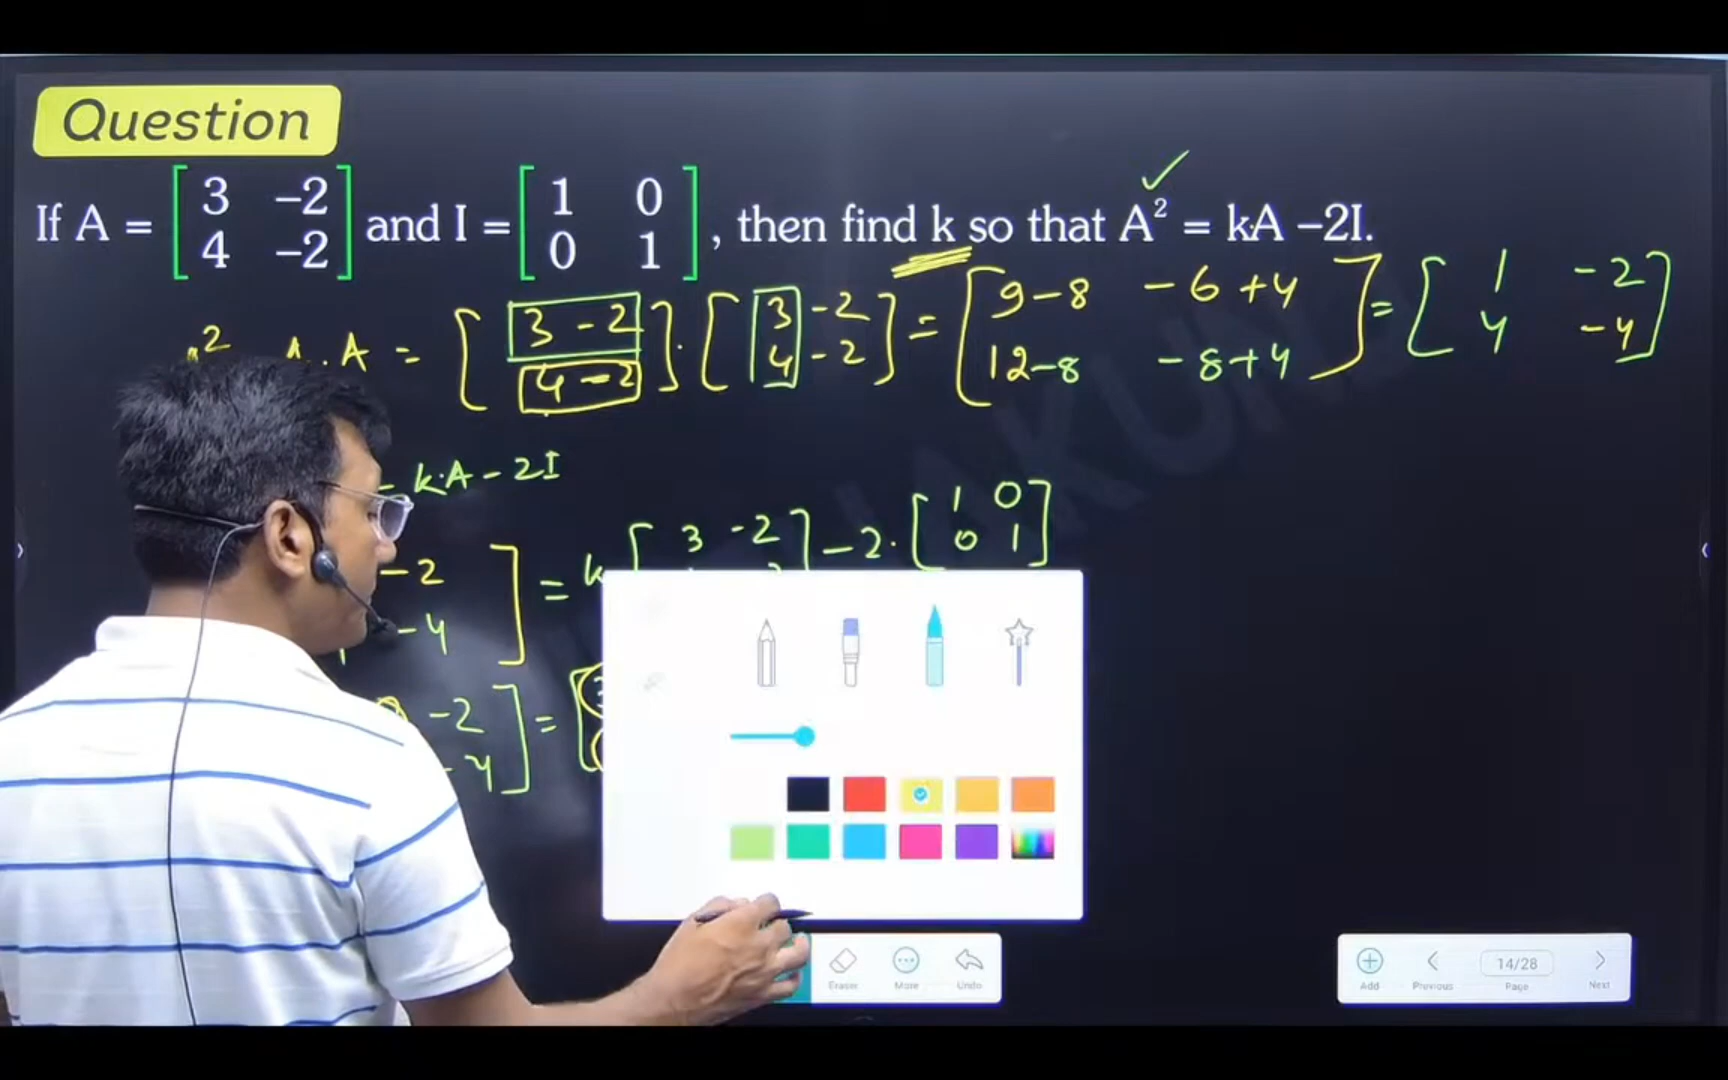 Question
If A = [ 3 –2 ; 4 –2 ] and I = [ 1 0 ; 0 1 ] , then find k so that A² = kA –2I.
A . A = [ 3 -2 ; 4 -2 ] . [ 3 -2 ; 4 -2 ] = [ 9-8 -6+4 ; 12-8 -8+4 ] = [ 1 -2 ; 4 -4 ]
k.A - 2I
-2 ; -4 ] = k [ 3 -2 ] - 2. [ 1 0 ; 0 1 ]
-2 ; -4 ] = [
Eraser More Undo
Add Previous 14/28 Page Next